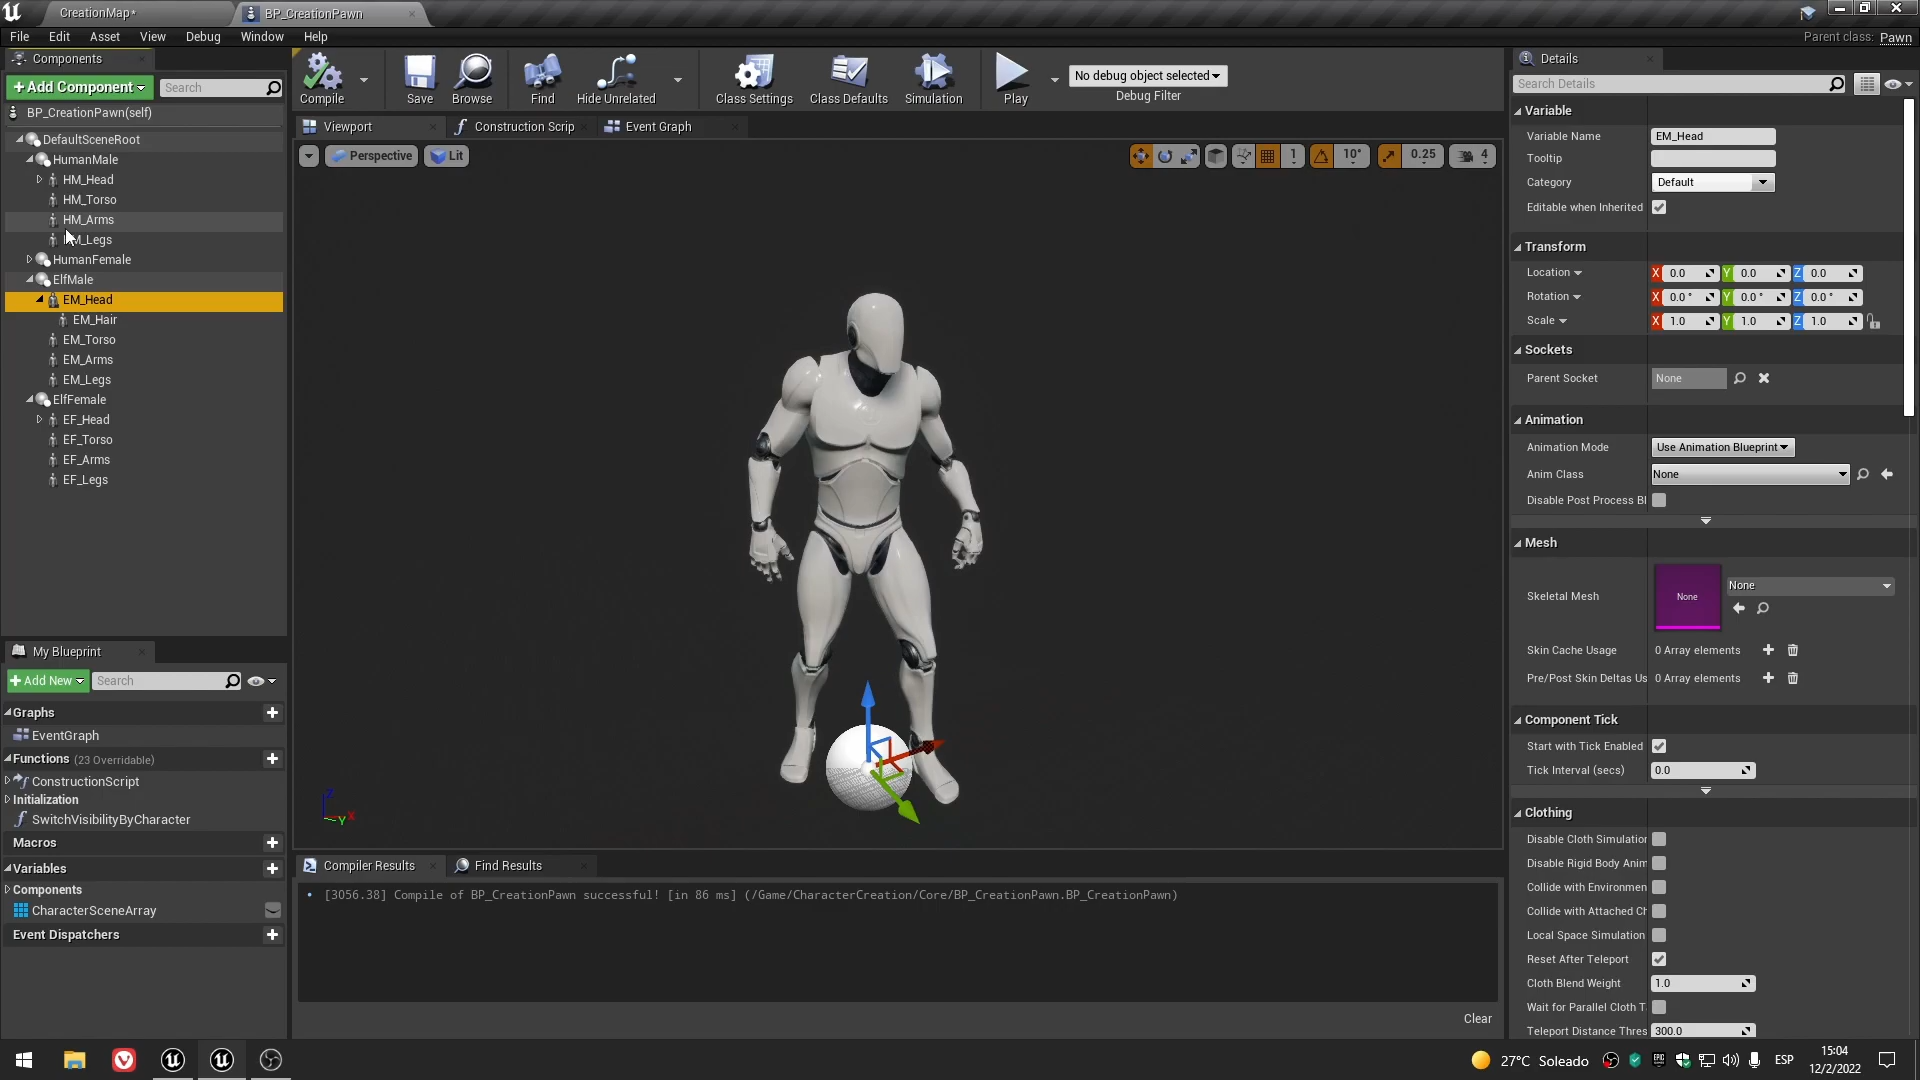 CreationMap*
BP_CreationPawn
File Edit Asset View Debug Window Help
Parent class: Pawn
Components
+Add Component
Search
BP_CreationPawn(self)
DefaultSceneRoot
HumanMale
HM_Head
HM_Torso
HM_Arms
_Legs
HumanFemale
ElfMale
EM_Head
EM_Hair
EM_Torso
EM_Arms
EM_Legs
ElfFemale
EF_Head
EF_Torso
EF_Arms
EF_Legs
My Blueprint
+Add New
Search
Graphs
EventGraph
Functions (23 Overridable)
ConstructionScript
Initialization
SwitchVisibilityByCharacter
Macros
Variables
Components
CharacterSceneArray
Event Dispatchers
Compile
Save
Browse
Find
Hide Unrelated
Class Settings
Class Defaults
Simulation
Play
No debug object selected
Debug Filter
Viewport
Construction Scrip
Event Graph
Perspective
Lit
1
10°
0.25
4
Z
X
Y
Compiler Results
Find Results
[3056.38] Compile of BP_CreationPawn successful! [in 86 ms] (/Game/CharacterCreation/Core/BP_CreationPawn.BP_CreationPawn)
Clear
Details
Search Details
Variable
Variable Name EM_Head
Tooltip
Category Default
Editable when Inherited
Transform
Location X 0.0 Y 0.0 Z 0.0
Rotation X 0.0° Y 0.0° Z 0.0°
Scale X 1.0 Y 1.0 Z 1.0
Sockets
Parent Socket None
Animation
Animation Mode Use Animation Blueprint
Anim Class None
Disable Post Process Bl
Mesh
Skeletal Mesh None None
Skin Cache Usage 0 Array elements
Pre/Post Skin Deltas Us 0 Array elements
Component Tick
Start with Tick Enabled
Tick Interval (secs) 0.0
Clothing
Disable Cloth Simulation
Disable Rigid Body Anim
Collide with Environmen
Collide with Attached Ch
Local Space Simulation
Reset After Teleport
Cloth Blend Weight 1.0
Wait for Parallel Cloth T
Teleport Distance Thres 300.0
27°C Soleado
EPIC
ESP
15:04
12/2/2022